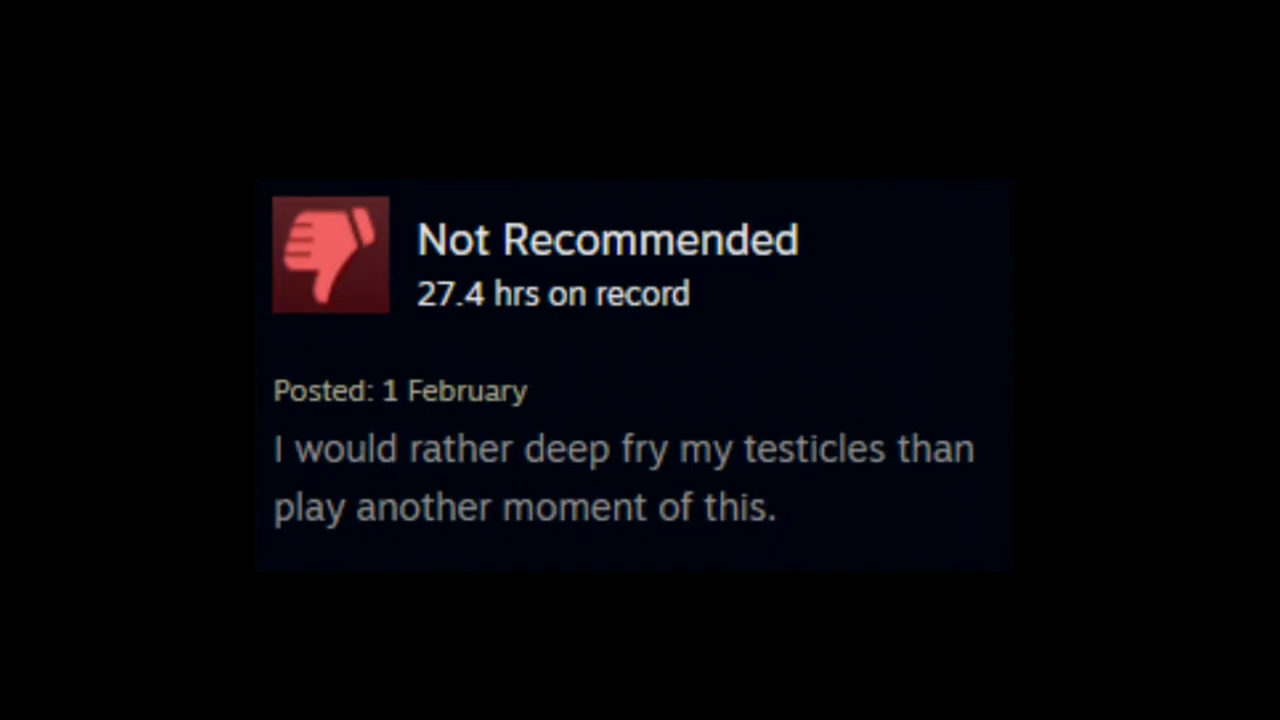 Not Recommended
27.4 hrs on record
Posted: 1 February
I would rather deep fry my testicles than
play another moment of this.